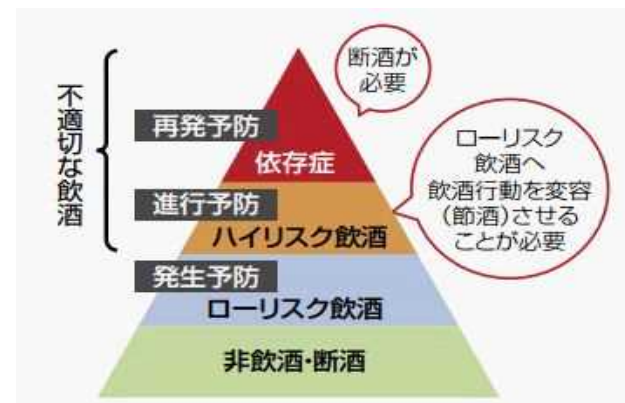 不適切な飲酒
断酒が
必要
再発予防
依存症
ローリスク
飲酒へ
飲酒行動を変容
(節酒)させる
ことが必要
進行予防
ハイリスク飲酒
発生予防
ローリスク飲酒
非飲酒・断酒